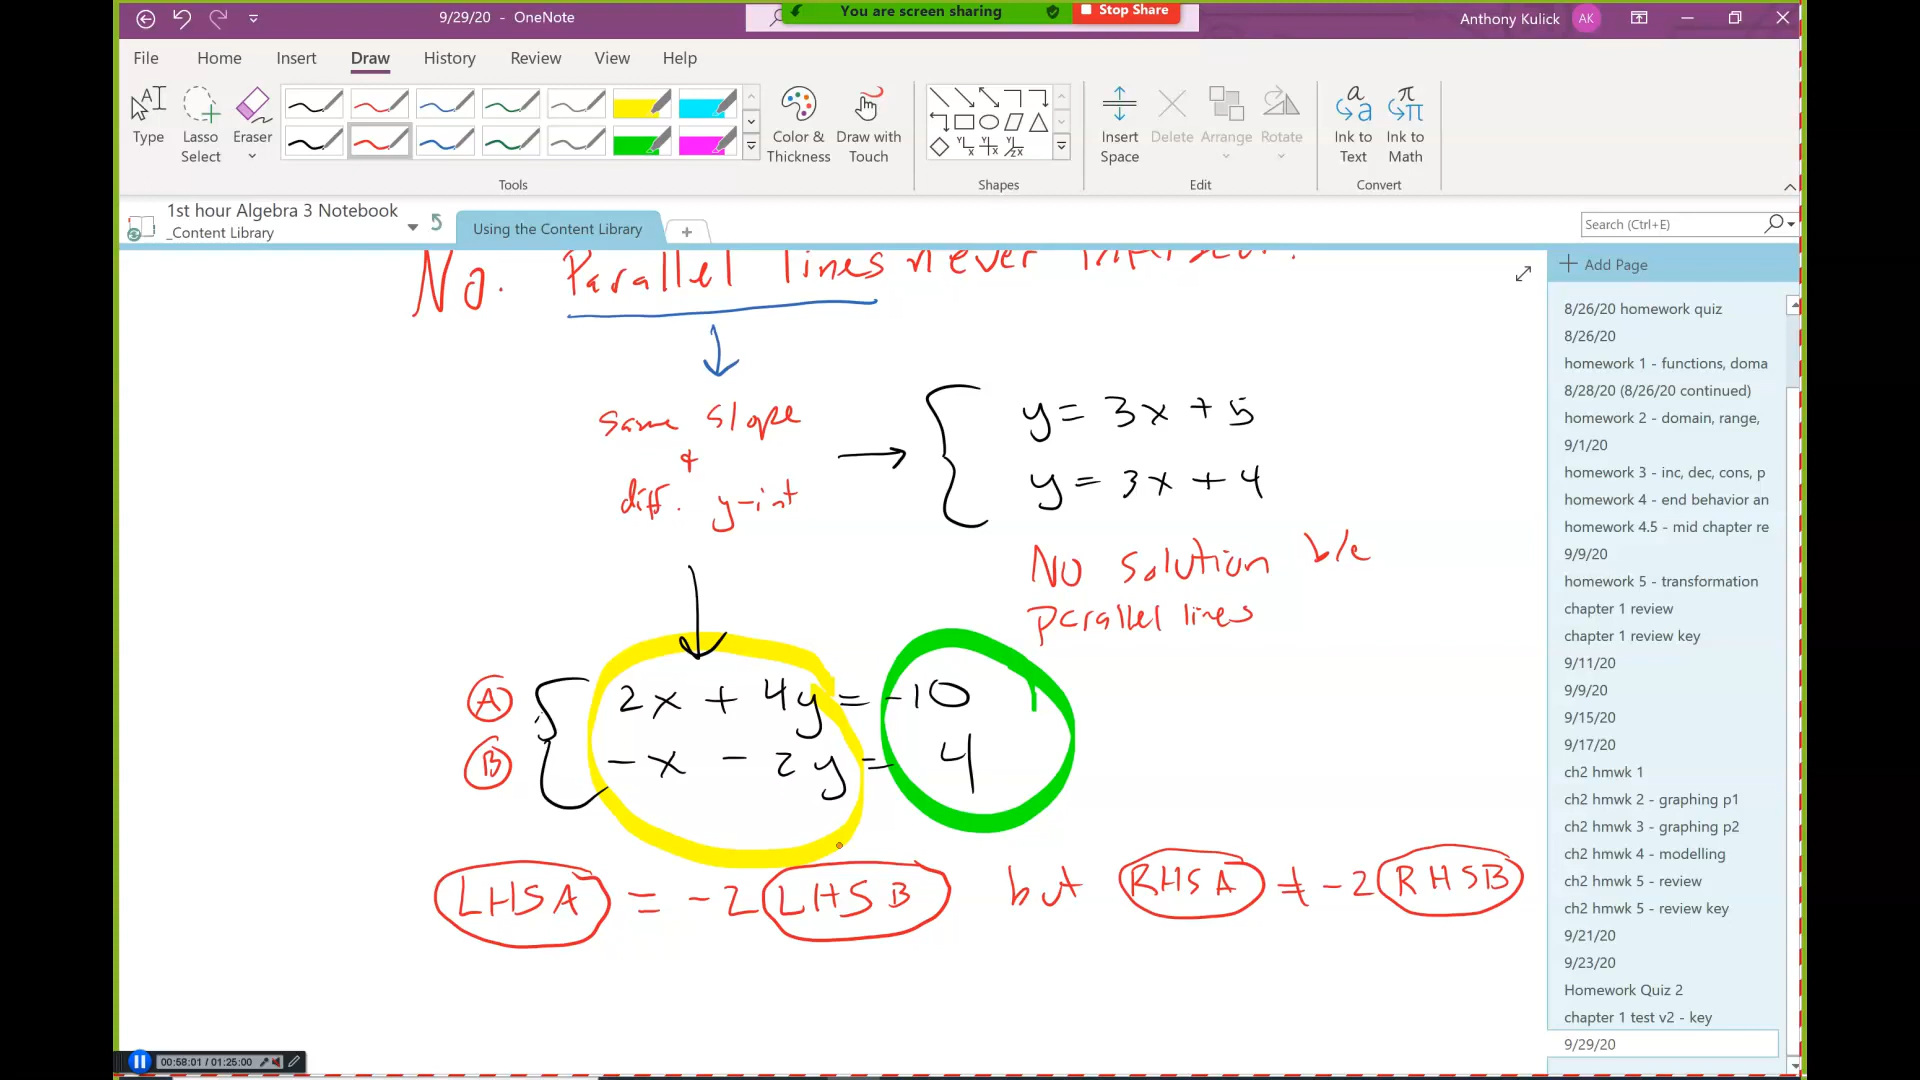 9/29/20 - OneNote
You are screen sharing
Stop Share
Anthony Kulick
AK
File Home Insert Draw History Review View Help
Type
Lasso Select
Eraser
Color & Thickness
Draw with Touch
Insert Space
Delete
Arrange
Rotate
Ink to Text
Ink to Math
Tools
Shapes
Edit
Convert
1st hour Algebra 3 Notebook
_Content Library
Using the Content Library
Search (Ctrl+E)
Add Page
8/26/20 homework quiz
8/26/20
homework 1 - functions, doma
8/28/20 (8/26/20 continued)
homework 2 - domain, range,
9/1/20
homework 3 - inc, dec, cons, p
homework 4 - end behavior an
homework 4.5 - mid chapter re
9/9/20
homework 5 - transformation
chapter 1 review
chapter 1 review key
9/11/20
9/9/20
9/15/20
9/17/20
ch2 hmwk 1
ch2 hmwk 2 - graphing p1
ch2 hmwk 3 - graphing p2
ch2 hmwk 4 - modelling
ch2 hmwk 5 - review
ch2 hmwk 5 - review key
9/21/20
9/23/20
Homework Quiz 2
chapter 1 test v2 - key
9/29/20
No. Parallel lines never intersect.
same slope
&
diff. y-int
y = 3x + 5
y = 3x + 4
No solution b/c
parallel lines
A 2x + 4y = -10
B -x - 2y = 4
LHSA = -2 LHSB but RHSA ≠ -2 RHSB
00:58:01 / 01:25:00